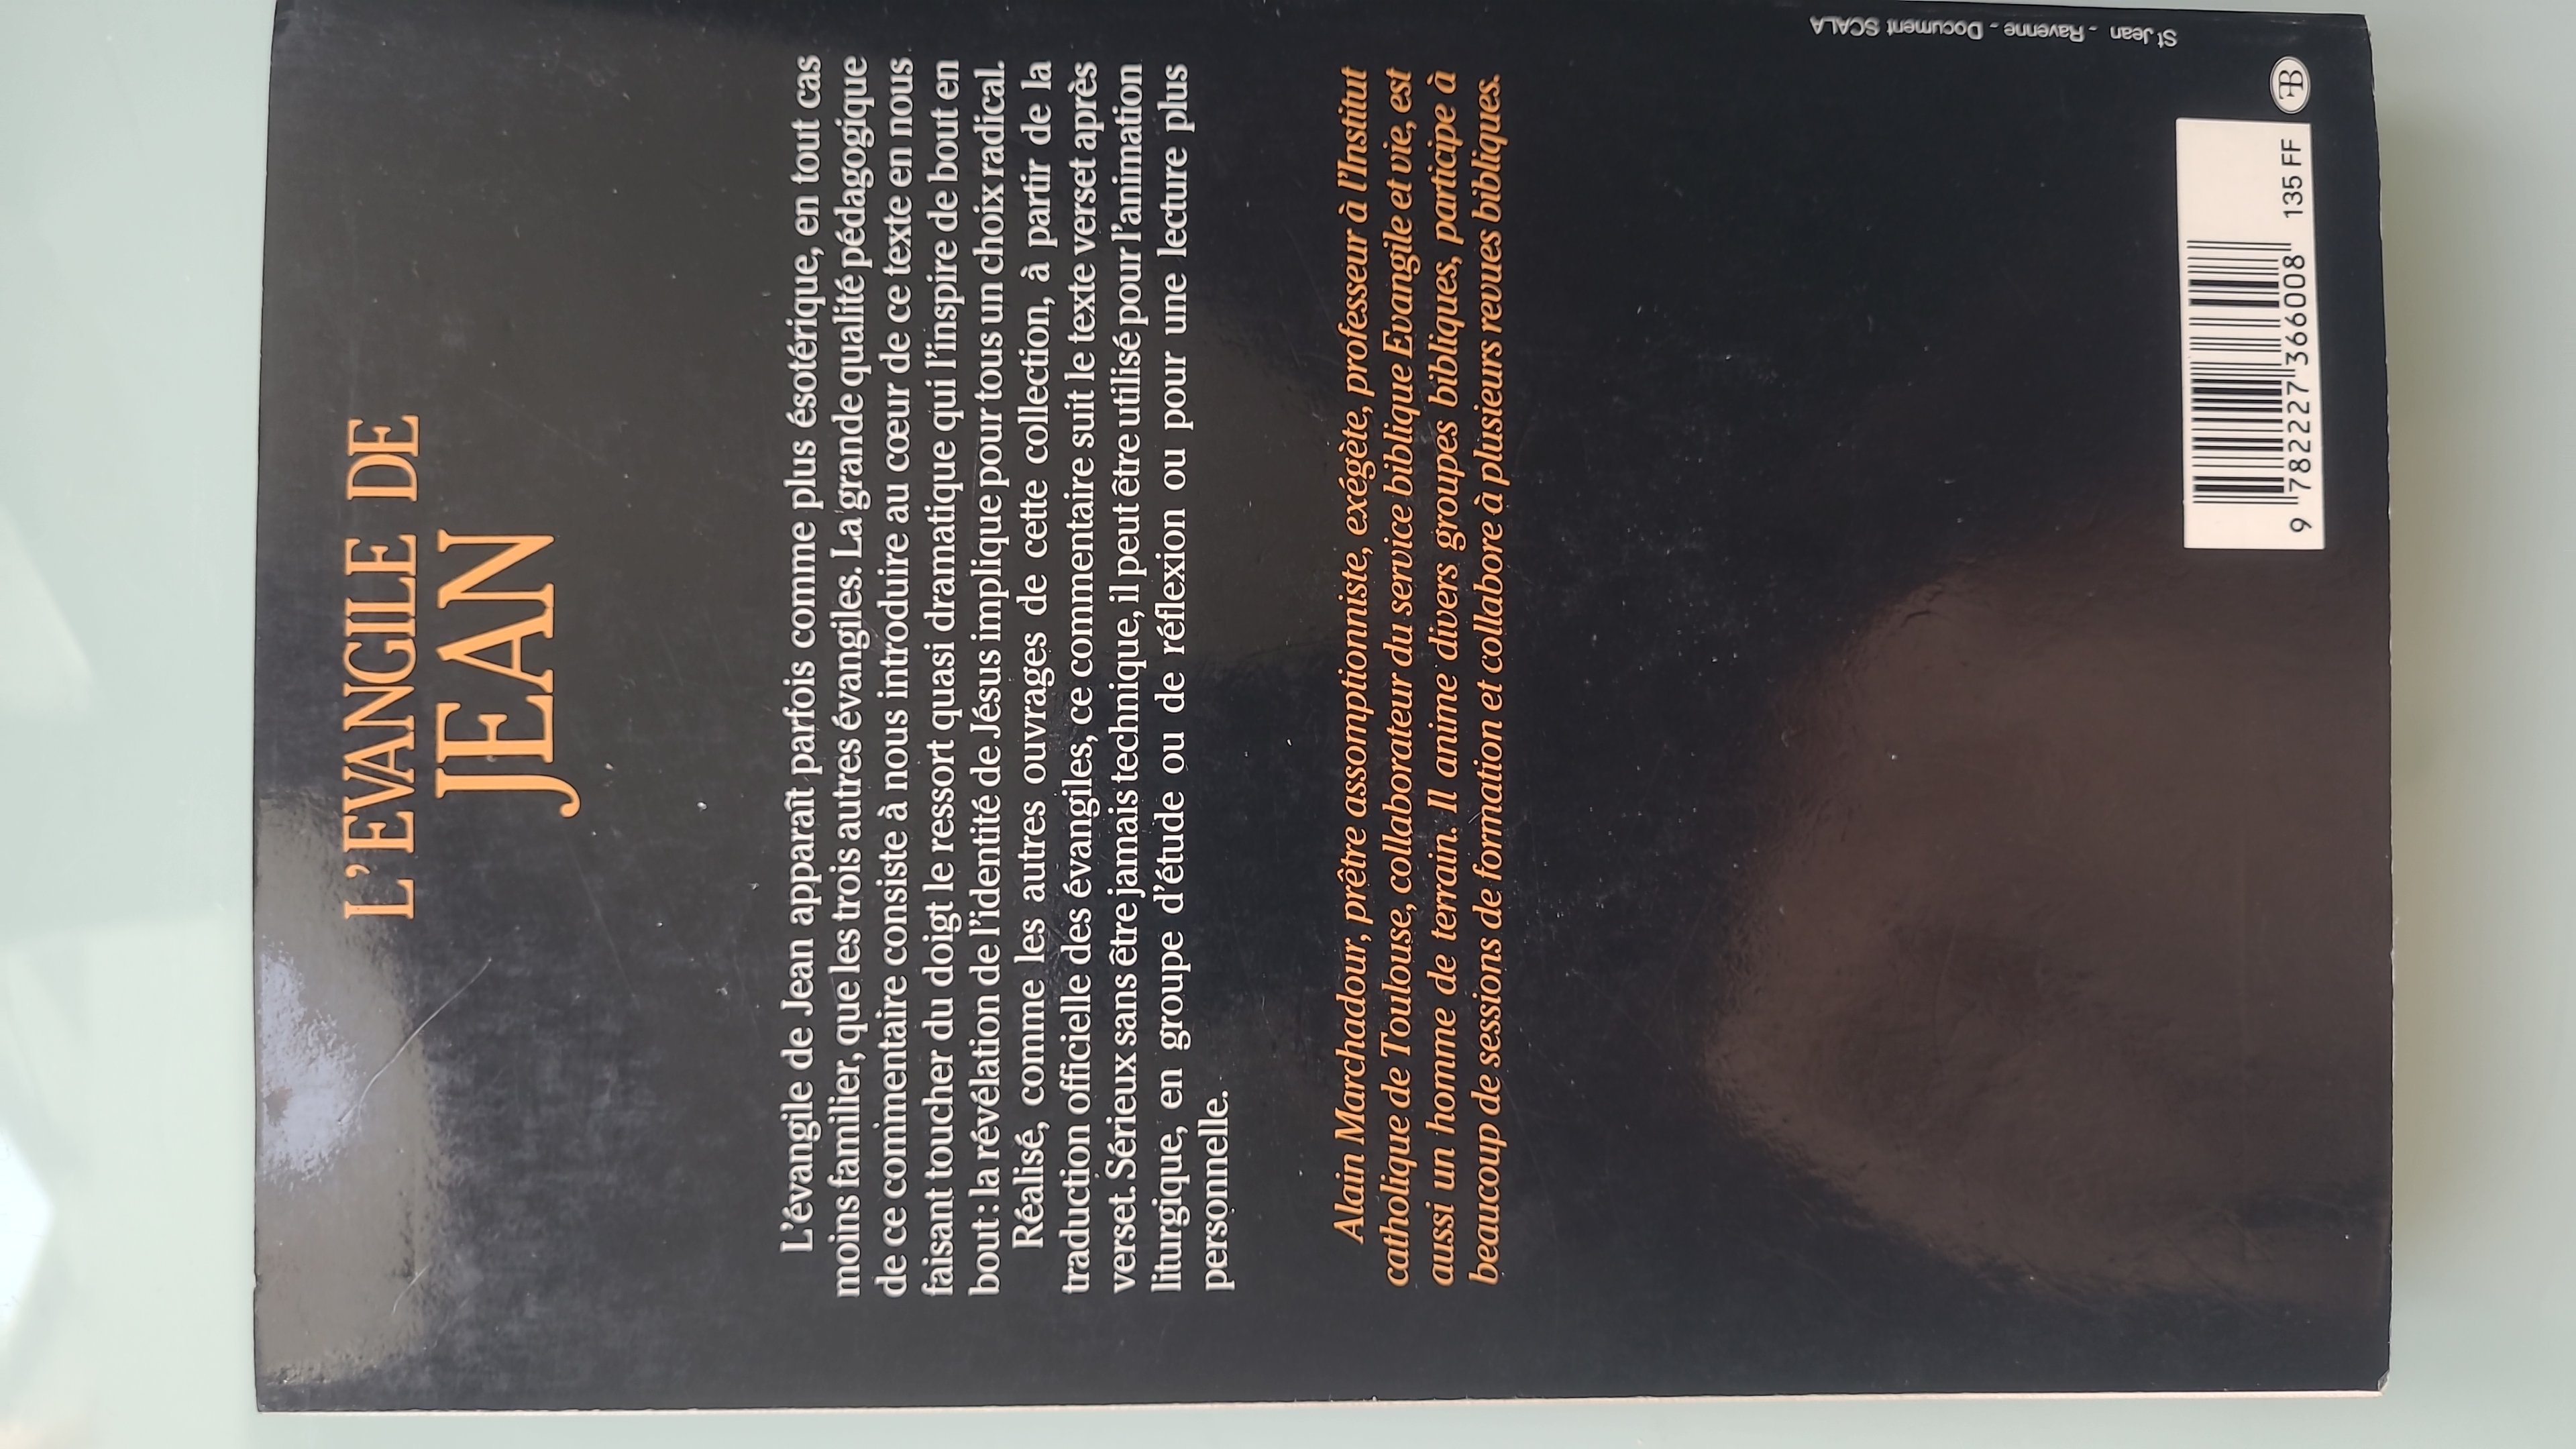 L'EVANGILE DE
JEAN
L'évangile de Jean apparaît parfois comme plus ésotérique, en tout cas
moins familier, que les trois autres évangiles. La grande qualité pédagogique
de ce commentaire consiste à nous introduire au cœur de ce texte en nous
faisant toucher du doigt le ressort quasi dramatique qui l'inspire de bout en
bout : la révélation de l'identité de Jésus implique pour tous un choix radical.
Réalisé, comme les autres ouvrages de cette collection, à partir de la
traduction officielle des évangiles, ce commentaire suit le texte verset après
verset. Sérieux sans être jamais technique, il peut être utilisé pour l'animation
liturgique, en groupe d'étude ou de réflexion ou pour une lecture plus
personnelle.
Alain Marchadour, prêtre assomptionniste, exégète, professeur à l'Institut
catholique de Toulouse, collaborateur du service biblique Evangile et vie, est
aussi un homme de terrain. Il anime divers groupes bibliques, participe à
beaucoup de sessions de formation et collabore à plusieurs revues bibliques.
St Jean - Ravenne - Document SCALA
9 782227 366008 135 FF